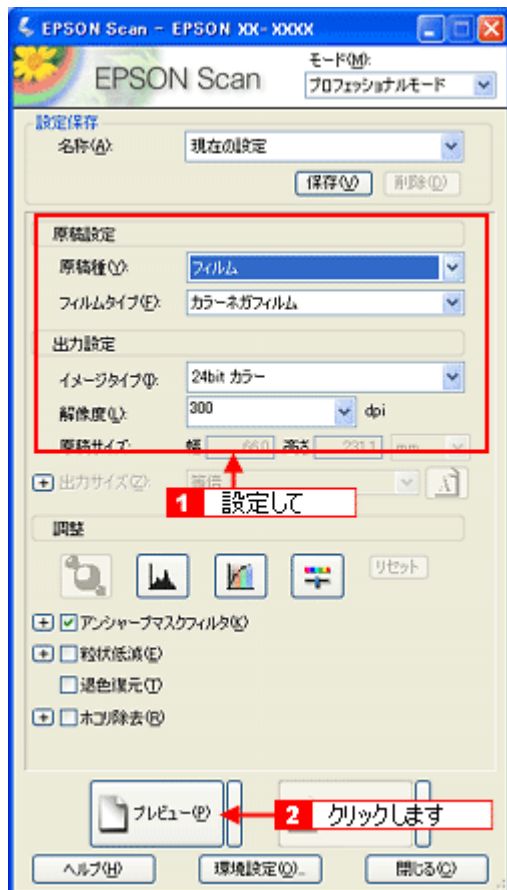 EPSON Scan - EPSON XX-XXXX
EPSON Scan
モード(M):
プロフェッショナルモード
設定保存
名称(A):
現在の設定
保存(V)
削除(D)
原稿設定
原稿種(Y):
フィルム
フィルムタイプ(F):
カラーネガフィルム
出力設定
イメージタイプ(I):
24bit カラー
解像度(L):
300
dpi
原稿サイズ:
幅
66.0
高さ
231.1
mm
出力サイズ(Z):
等倍
1 設定して
調整
リセット
アンシャープマスクフィルタ(K)
粒状低減(E)
退色復元(T)
ホコリ除去(R)
プレビュー(P)
2 クリックします
ヘルプ(H)
環境設定(O)...
閉じる(C)